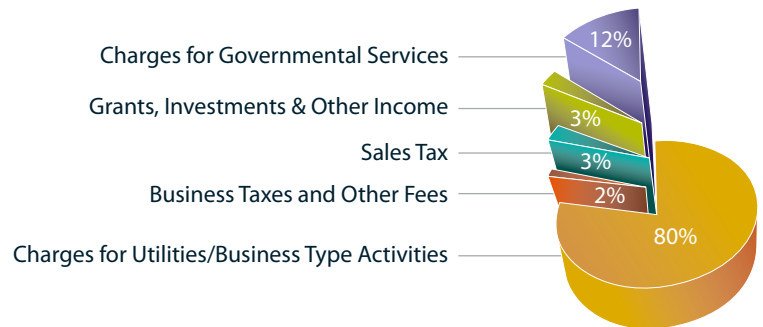 12%
Charges for Governmental Services
Grants, Investments & Other Income
3%
Sales Tax
3%
Business Taxes and Other Fees
2%
Charges for Utilities/Business Type Activities
80%